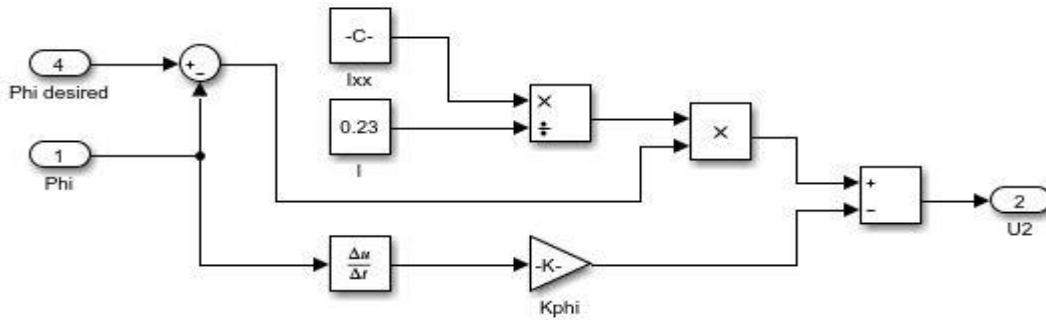 4
Phi desired
+
−
1
Phi
-C-
Ixx
0.23
l
×
÷
×
Δu
Δt
-K-
Kphi
+
−
2
U2